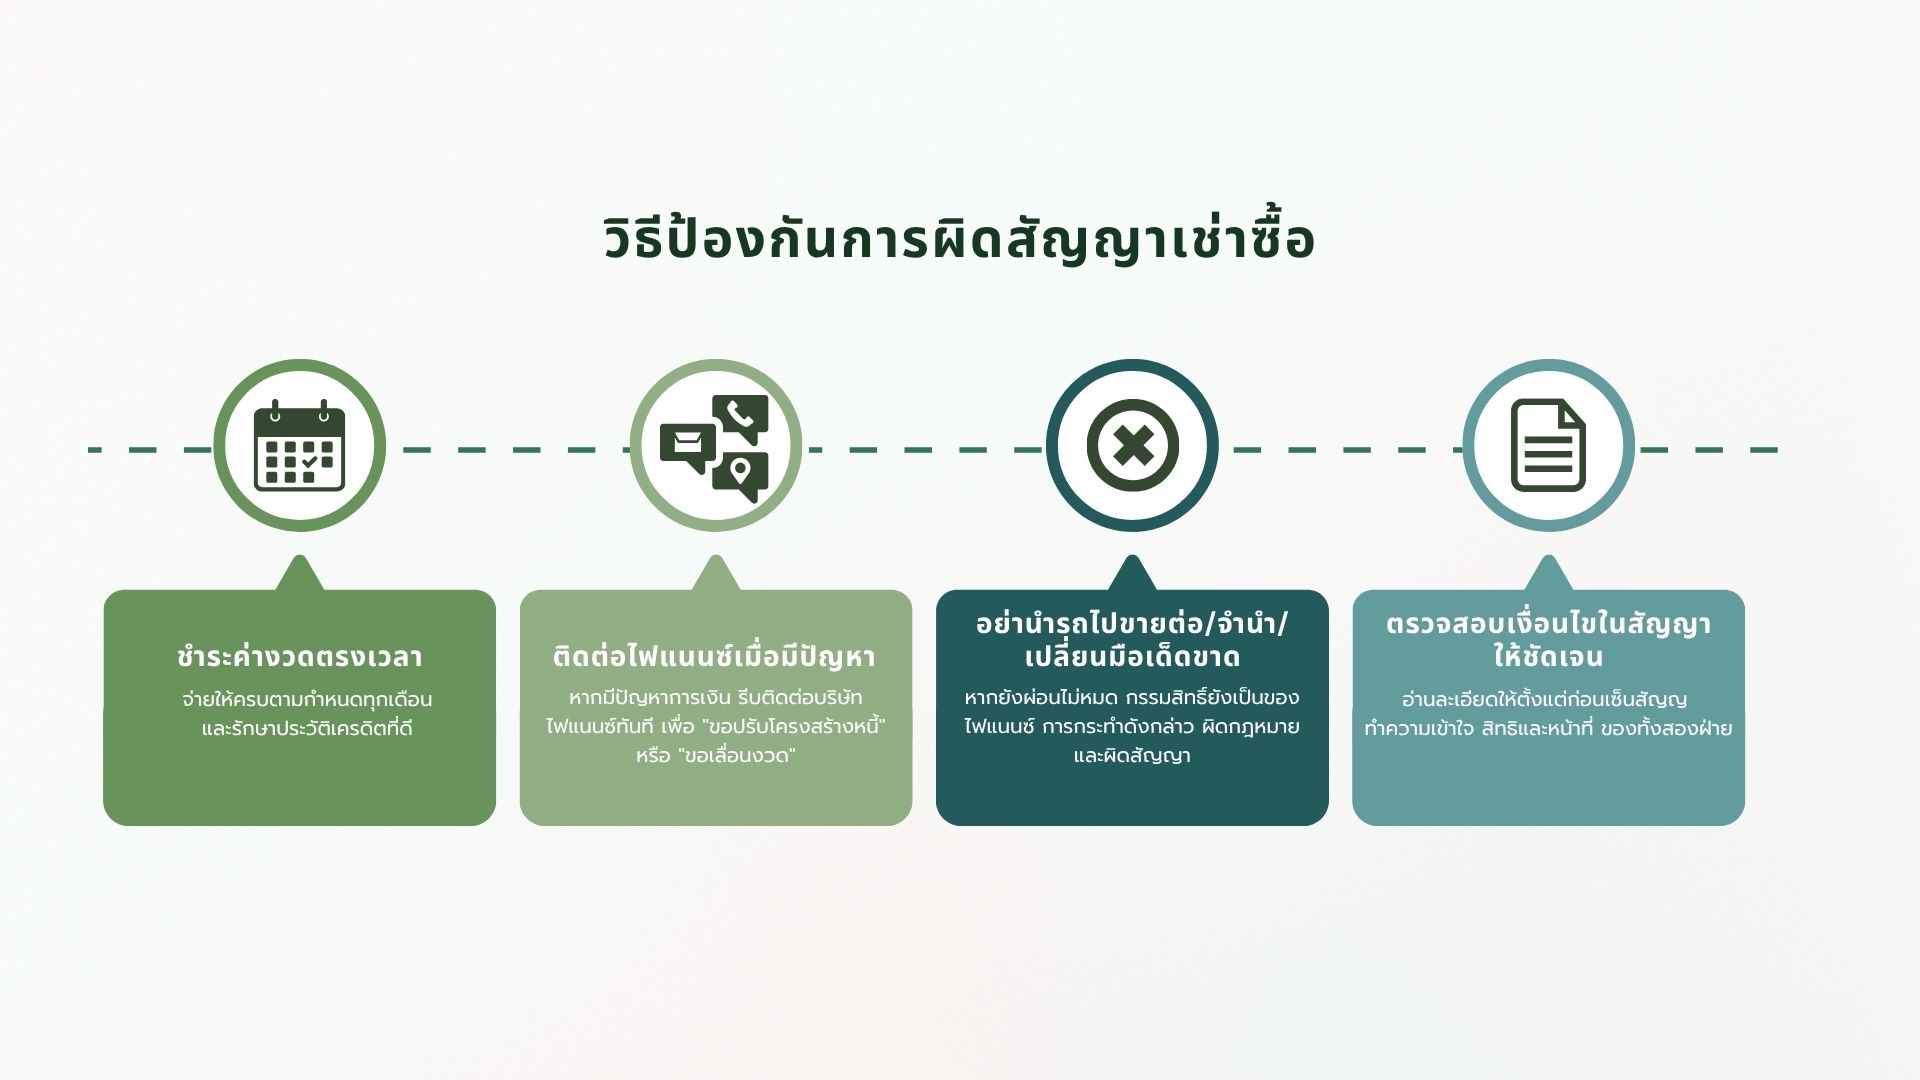 วิธีป้องกันการผิดสัญญาเช่าซื้อ
ชำระค่างวดตรงเวลา
จ่ายให้ครบตามกำหนดทุกเดือน
และรักษาประวัติเครดิตที่ดี
ติดต่อไฟแนนซ์เมื่อมีปัญหา
หากมีปัญหาการเงิน รีบติดต่อบริษัท
ไฟแนนซ์ทันที เพื่อ "ขอปรับโครงสร้างหนี้"
หรือ "ขอเลื่อนงวด"
อย่านำรถไปขายต่อ/จำนำ/
เปลี่ยนมือเด็ดขาด
หากยังผ่อนไม่หมด กรรมสิทธิ์ยังเป็นของ
ไฟแนนซ์ การกระทำดังกล่าว ผิดกฎหมาย
และผิดสัญญา
ตรวจสอบเงื่อนไขในสัญญา
ให้ชัดเจน
อ่านละเอียดให้ตั้งแต่ก่อนเซ็นสัญญ
ทำความเข้าใจ สิทธิและหน้าที่ ของทั้งสองฝ่าย